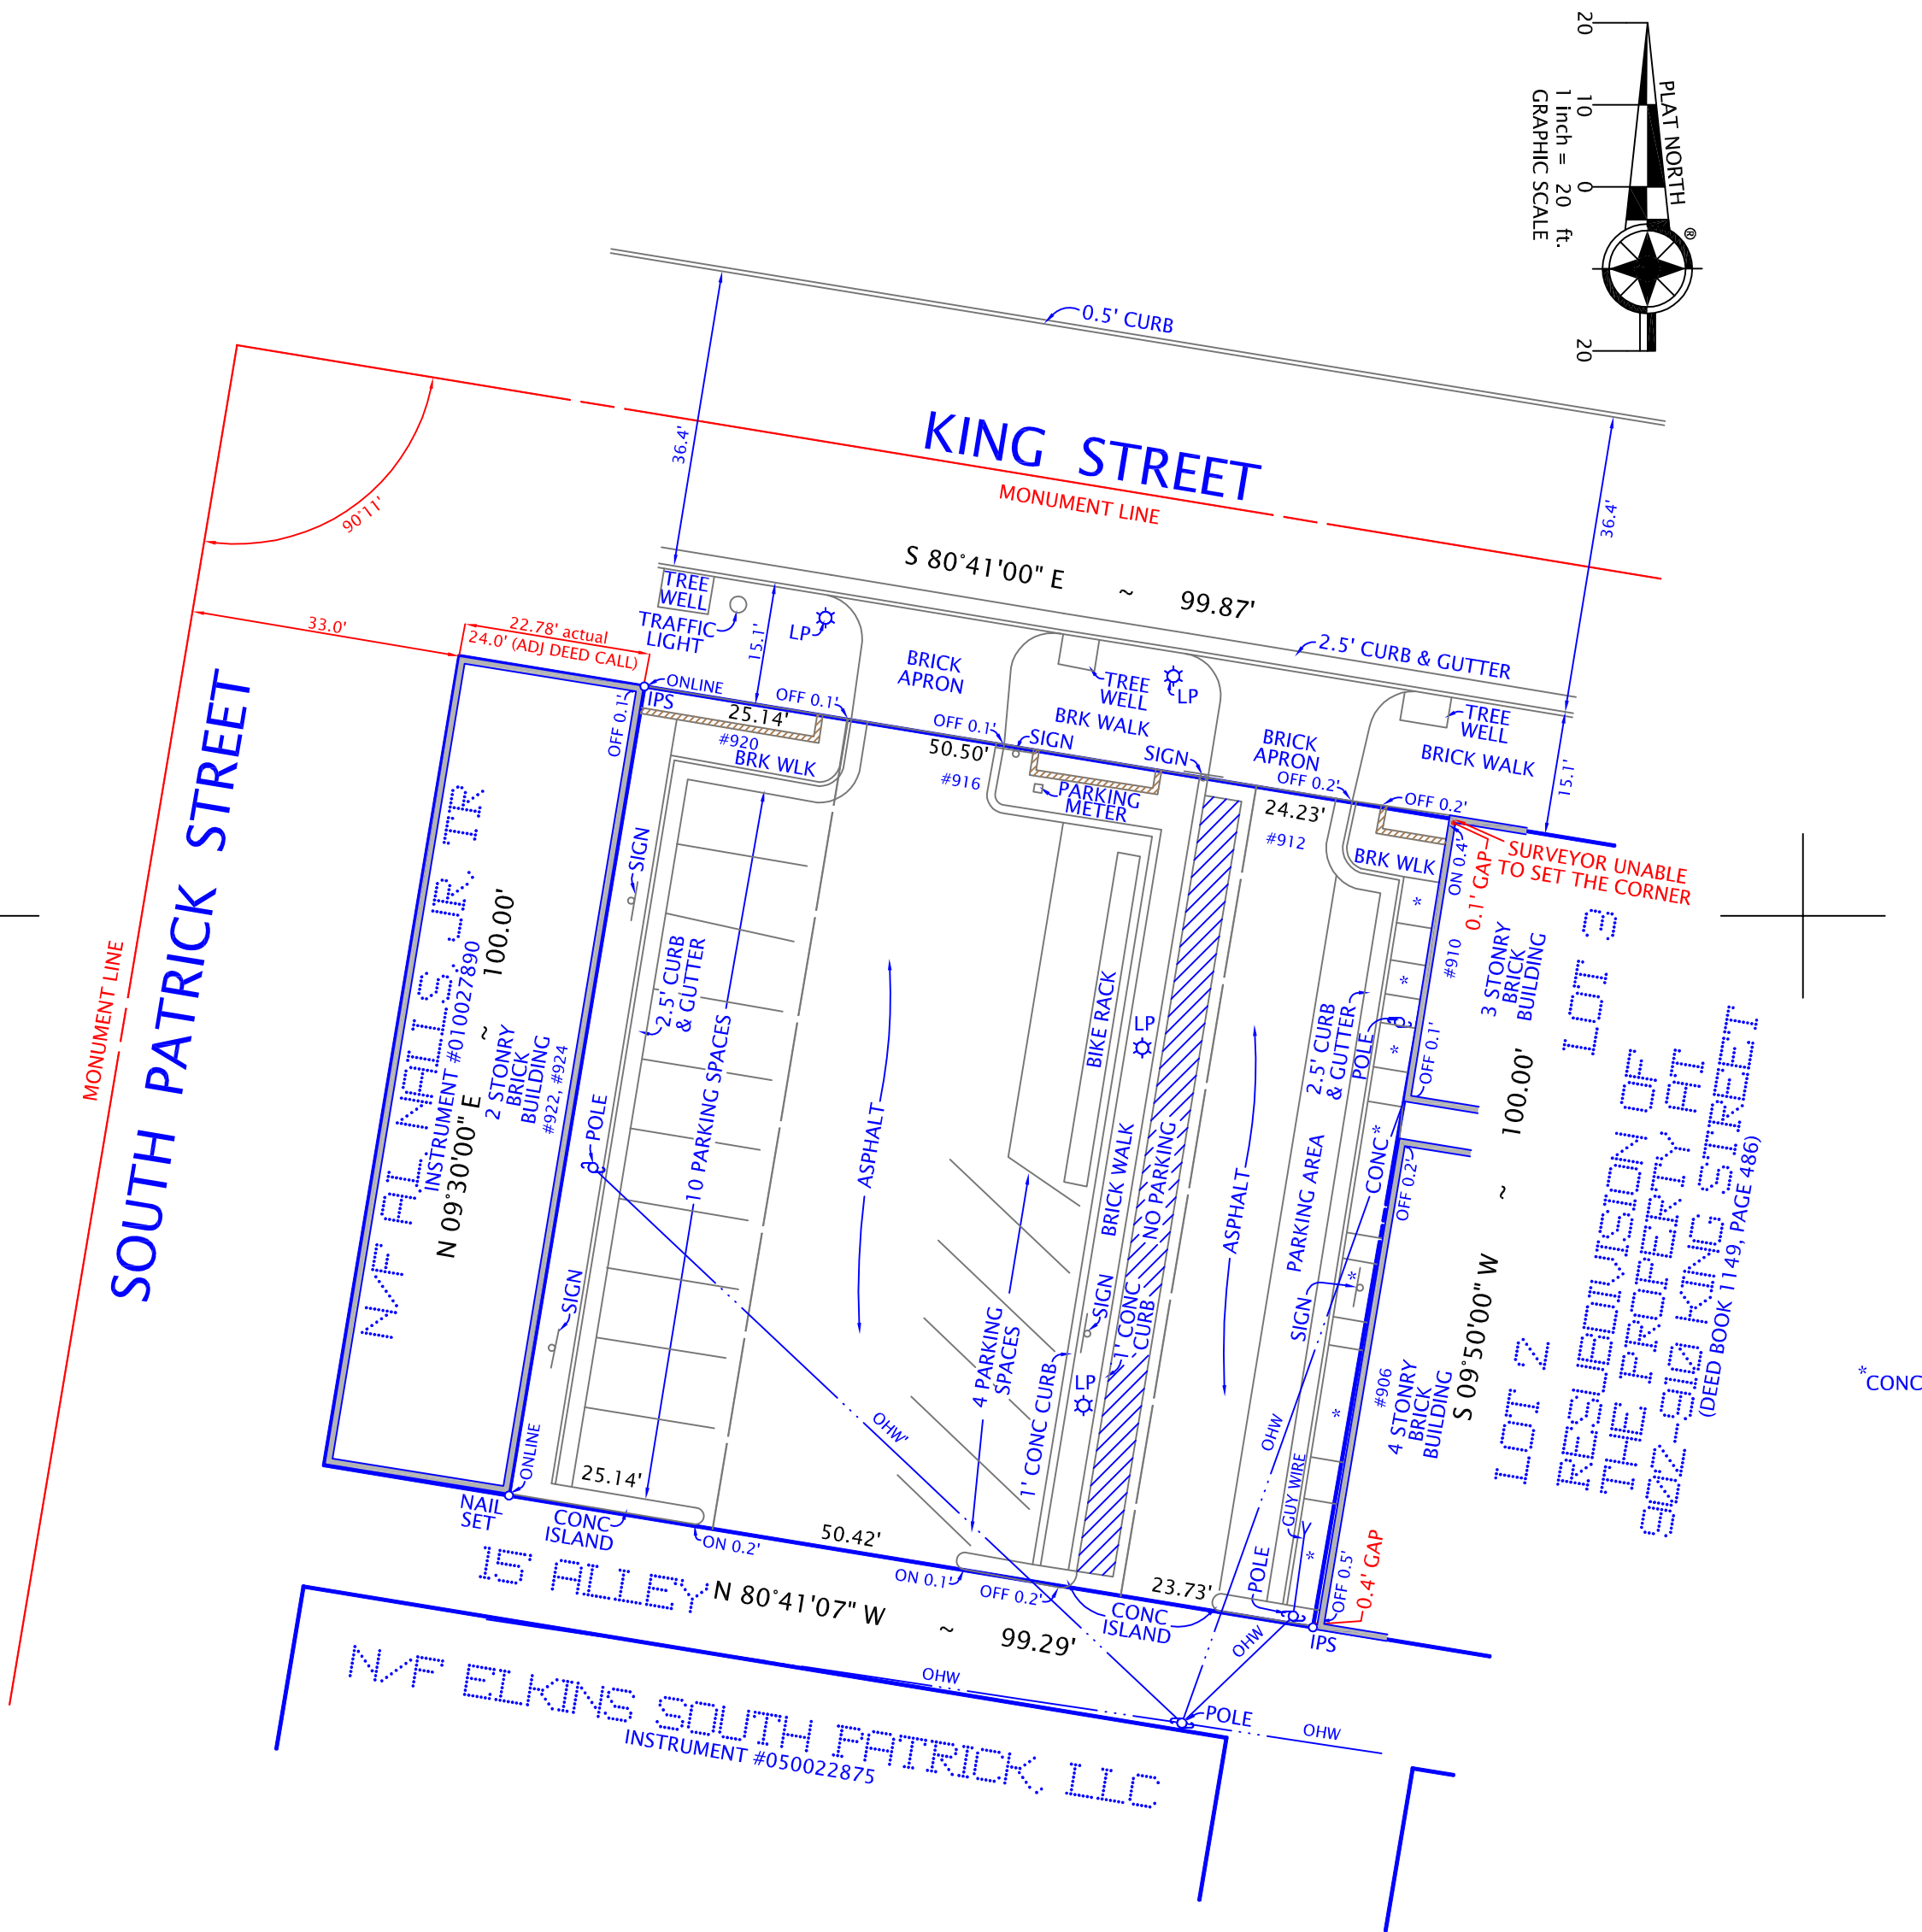 20
10
0
20
PLAT NORTH
®
1 inch = 20 ft.
GRAPHIC SCALE
0.5' CURB
36.4'
KING STREET
MONUMENT LINE
36.4'
90°11'
S 80°41'00" E ~ 99.87'
33.0'
22.78' actual
24.0' (ADJ DEED CALL)
TREE
WELL
TRAFFIC
LIGHT
15.1'
LP
BRICK
APRON
2.5' CURB & GUTTER
TREE
WELL
LP
BRK WALK
TREE
WELL
BRICK WALK
15.1'
ONLINE
IPS
OFF 0.1'
OFF 0.1'
25.14'
#920
BRK WLK
OFF 0.1'
SIGN
50.50'
#916
PARKING
METER
SIGN
BRICK
APRON
OFF 0.2'
24.23'
#912
OFF 0.2'
BRK WLK
ON 0.4'
0.1' GAP
SURVEYOR UNABLE
TO SET THE CORNER
SOUTH PATRICK STREET
MONUMENT LINE
N/F AL NEILS, JR, TR
INSTRUMENT #010027890
N 09°30'00" E ~ 100.00'
2 STONRY
BRICK
BUILDING
#922, #924
SIGN
2.5' CURB
& GUTTER
POLE
SIGN
10 PARKING SPACES
ASPHALT
BIKE RACK
LP
BRICK WALK
NO PARKING
4 PARKING
SPACES
SIGN
1' CONC
CURB
1' CONC CURB
LP
ASPHALT
PARKING AREA
2.5' CURB
& GUTTER
POLE
*
*
*
CONC*
*
SIGN
*
*
#910
3 STONRY
BRICK
BUILDING
OFF 0.1'
OFF 0.2'
S 09°50'00" W ~ 100.00'
#906
4 STONRY
BRICK
BUILDING
LOT 3
LOT 2
RESUBDIVISION OF
THE PROPERTY AT
902-910 KING STREET
(DEED BOOK 1149, PAGE 486)
*CONC
OHW'
OHW
GUY WIRE
POLE
OFF 0.5'
0.4' GAP
ONLINE
NAIL
SET
25.14'
CONC
ISLAND
ON 0.2'
50.42'
ON 0.1'
OFF 0.2'
CONC
ISLAND
23.73'
OHW
IPS
15 ALLEY
N 80°41'07" W ~ 99.29'
OHW
POLE
OHW
N/F ELKINS SOUTH PATRICK, LLC
INSTRUMENT #050022875